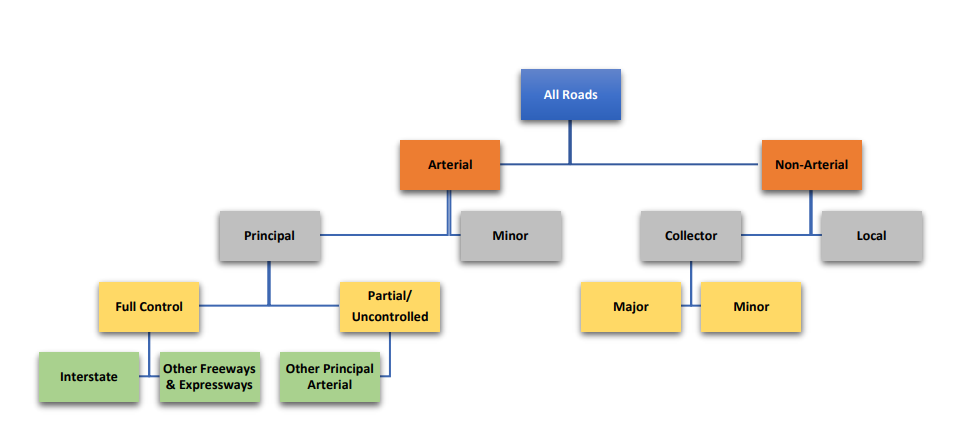 All Roads
Arterial
Non-Arterial
Principal
Minor
Collector
Local
Full Control
Partial/
Uncontrolled
Major
Minor
Interstate
Other Freeways
& Expressways
Other Principal
Arterial